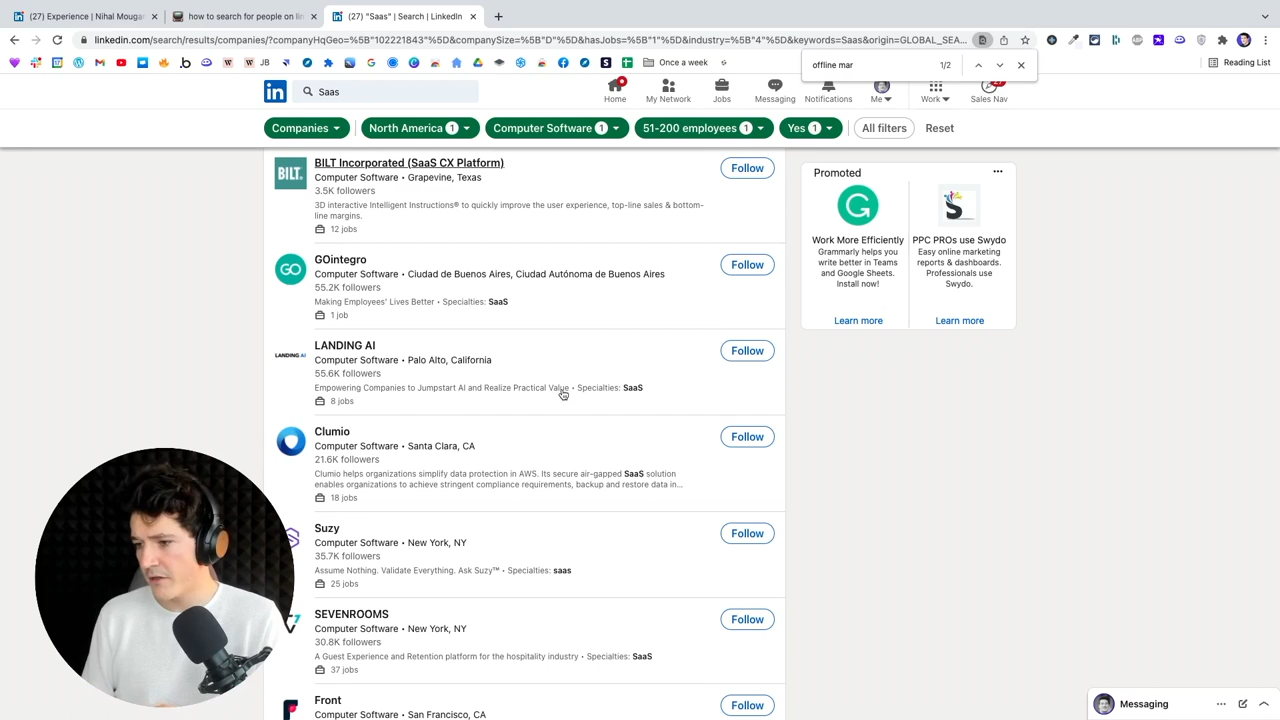 (27) Experience | Nihal Mouga
how to search for people on lin
(27) "Saas" | Search | LinkedIn
linkedin.com/search/results/companies/?companyHqGeo=%5B"102221843"%5D&companySize=%5B"D"%5D&hasJobs=%5B"1"%5D&industry=%5B"4"%5D&keywords=Saas&origin=GLOBAL_SEA...
JB
Once a week
Reading List
offline mar
1/2
Saas
Home
My Network
Jobs
Messaging
Notifications
Me
Work
Sales Nav
Companies
North America 1
Computer Software 1
51-200 employees 1
Yes 1
All filters
Reset
BILT.
BILT Incorporated (SaaS CX Platform)
Computer Software • Grapevine, Texas
3.5K followers
3D interactive Intelligent Instructions® to quickly improve the user experience, top-line sales & bottom-
line margins.
12 jobs
Follow
GO
GOintegro
Computer Software • Ciudad de Buenos Aires, Ciudad Autónoma de Buenos Aires
55.2K followers
Making Employees' Lives Better • Specialties: SaaS
1 job
Follow
LANDING AI
LANDING AI
Computer Software • Palo Alto, California
55.6K followers
Empowering Companies to Jumpstart AI and Realize Practical Value • Specialties: SaaS
8 jobs
Follow
Clumio
Computer Software • Santa Clara, CA
21.6K followers
Clumio helps organizations simplify data protection in AWS. Its secure air-gapped SaaS solution
enables organizations to achieve stringent compliance requirements, backup and restore data in...
18 jobs
Follow
Suzy
Computer Software • New York, NY
35.7K followers
Assume Nothing. Validate Everything. Ask Suzy™ • Specialties: saas
25 jobs
Follow
SEVENROOMS
Computer Software • New York, NY
30.8K followers
A Guest Experience and Retention platform for the hospitality industry • Specialties: SaaS
37 jobs
Follow
Front
Computer Software • San Francisco, CA
Follow
Promoted
Work More Efficiently
Grammarly helps you
write better in Teams
and Google Sheets.
Install now!
Learn more
PPC PROs use Swydo
Easy online marketing
reports & dashboards.
Professionals use
Swydo.
Learn more
Messaging